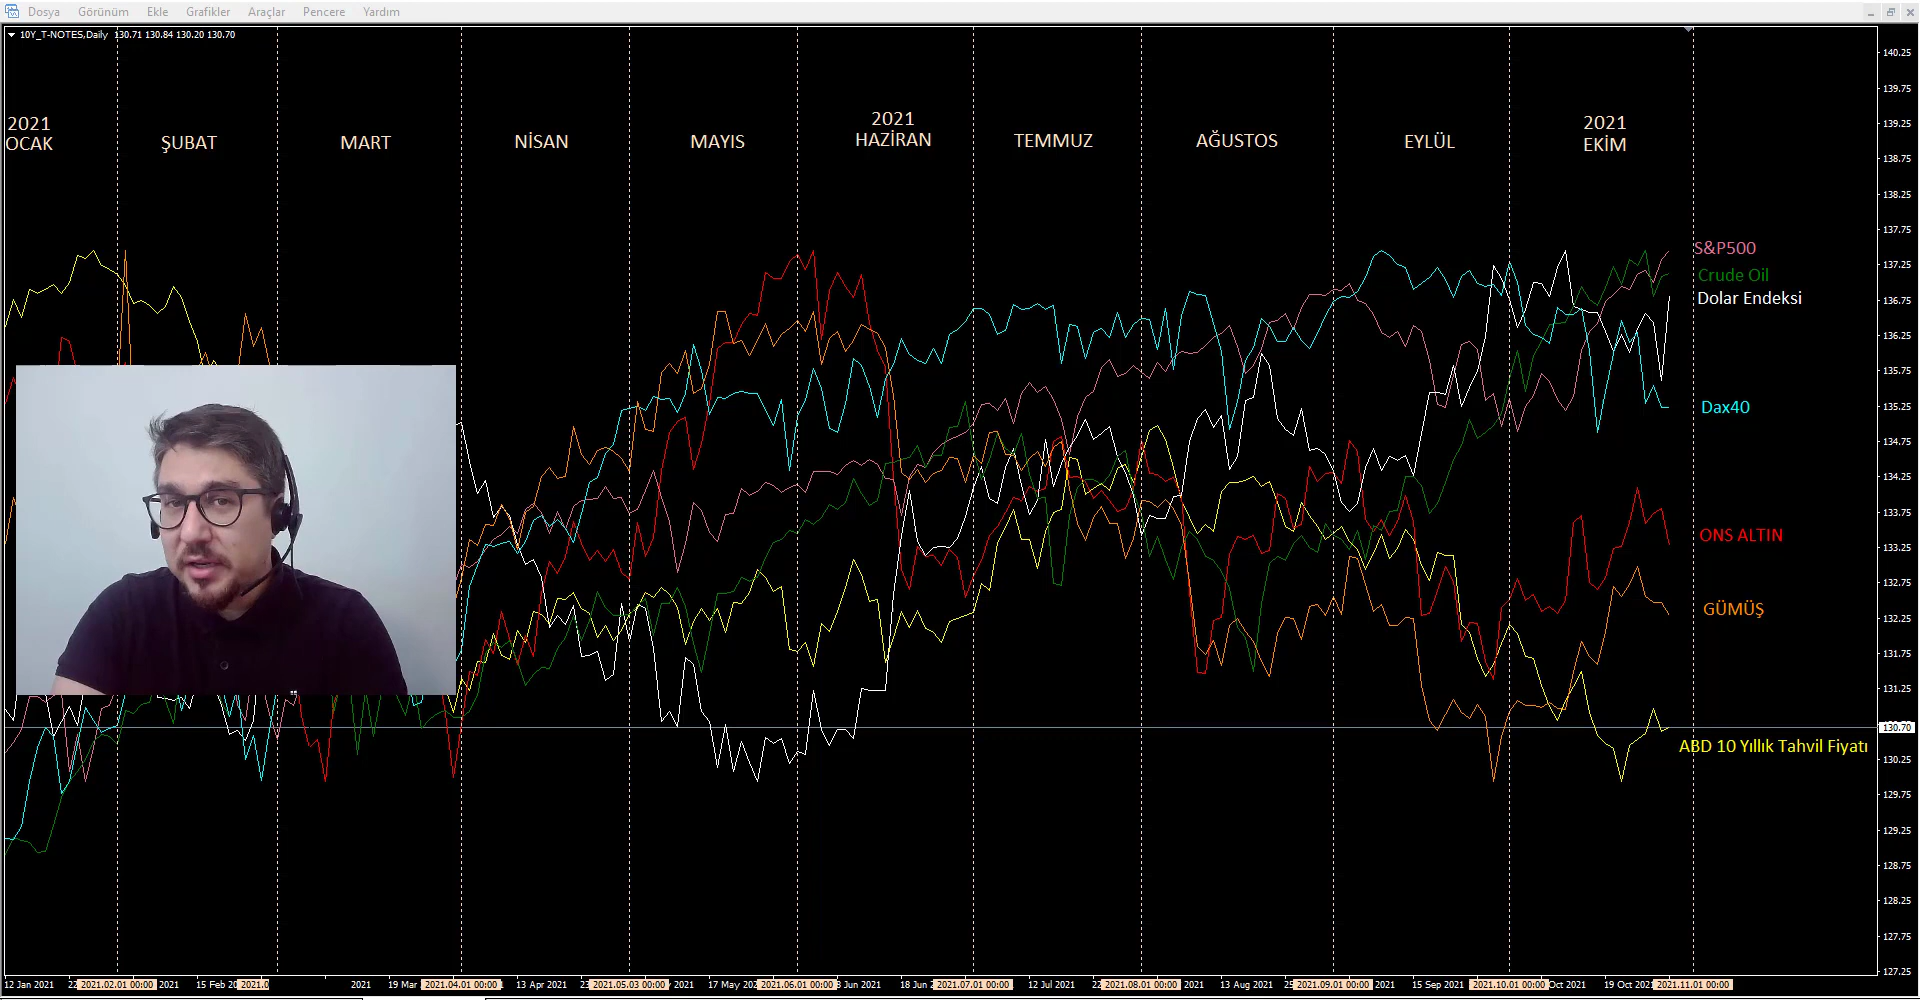 Dosya Görünüm Ekle Grafikler Araçlar Pencere Yardım
10Y_T-NOTES,Daily 130.71 130.84 130.20 130.70
2021
OCAK
ŞUBAT
MART
NİSAN
MAYIS
2021
HAZİRAN
TEMMUZ
AĞUSTOS
EYLÜL
2021
EKİM
S&P500
Crude Oil
Dolar Endeksi
Dax40
ONS ALTIN
GÜMÜŞ
ABD 10 Yıllık Tahvil Fiyatı
140.25
139.75
139.25
138.75
138.25
137.75
137.25
136.75
136.25
135.75
135.25
134.75
134.25
133.75
133.25
132.75
132.25
131.75
131.25
130.70
130.25
129.75
129.25
128.75
128.25
127.75
127.25
12 Jan 2021 2021.02.01 00:00 2021 15 Feb 2021 19 Mar 2021.04.01 00:00 13 Apr 2021 2021.05.03 00:00 2021 17 May 2021.06.01 00:00 Jun 2021 18 Jun 2021.07.01 00:00 12 Jul 2021 2021.08.01 00:00 2021 13 Aug 2021 2021.09.01 00:00 2021 15 Sep 2021 2021.10.01 00:00 Oct 2021 19 Oct 2021.11.01 00:00